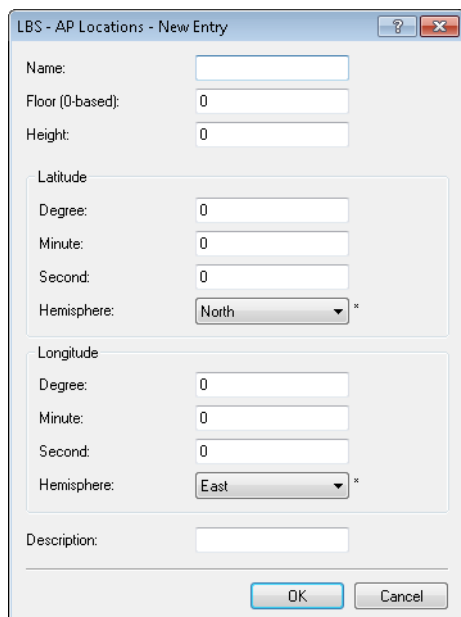 LBS - AP Locations - New Entry ?
Name:
Floor (0-based): 0
Height: 0
Latitude
Degree: 0
Minute: 0
Second: 0
Hemisphere: North *
Longitude
Degree: 0
Minute: 0
Second: 0
Hemisphere: East *
Description:
OK Cancel